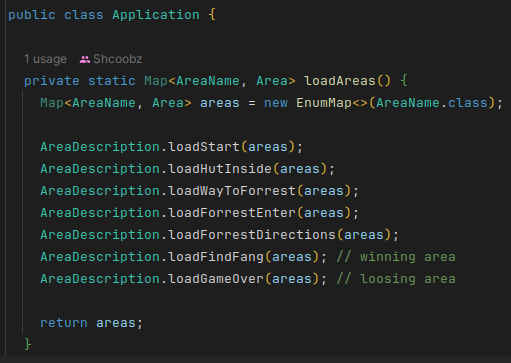 public class Application {
1 usage Shcoobz
private static Map<AreaName, Area> loadAreas() {
Map<AreaName, Area> areas = new EnumMap<>(AreaName.class);
AreaDescription.loadStart(areas);
AreaDescription.loadHutInside(areas);
AreaDescription.loadWayToForrest(areas);
AreaDescription.loadForrestEnter(areas);
AreaDescription.loadForrestDirections(areas);
AreaDescription.loadFindFang(areas); // winning area
AreaDescription.loadGameOver(areas); // loosing area
return areas;
}